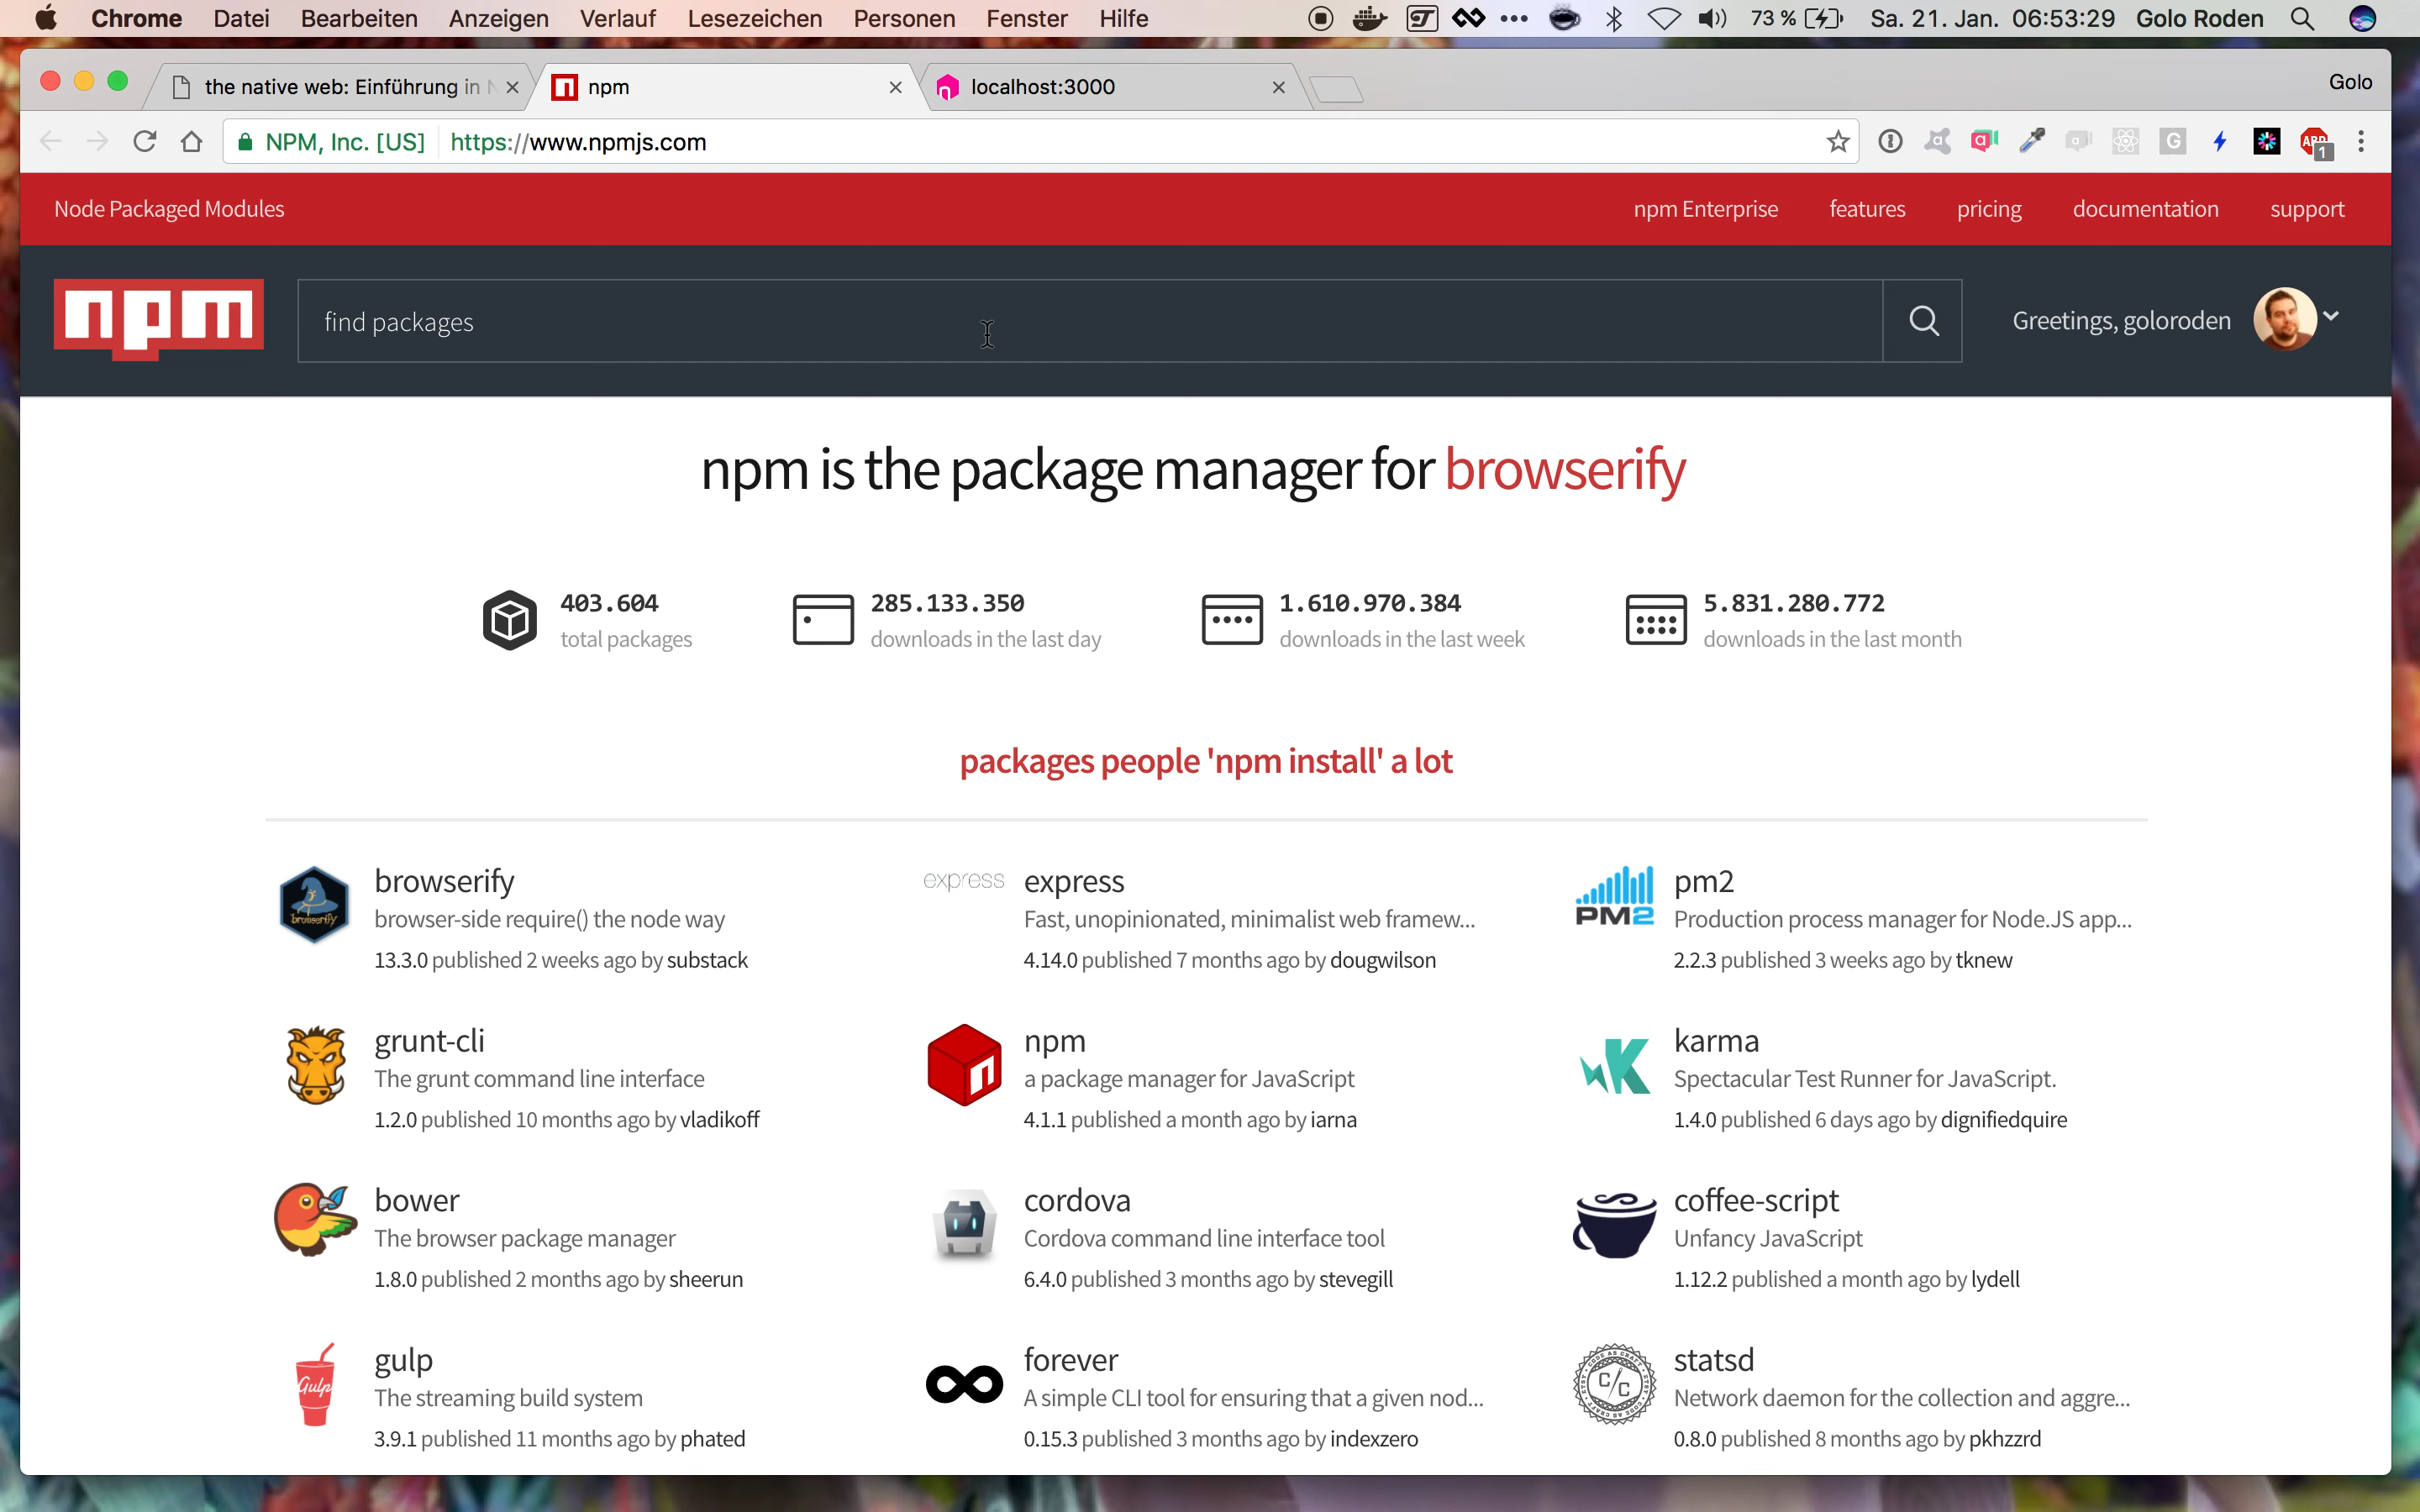 Chrome Datei Bearbeiten Anzeigen Verlauf Lesezeichen Personen Fenster Hilfe 73 % Sa. 21. Jan. 06:53:29 Golo Roden
the native web: Einführung in npm localhost:3000 Golo
NPM, Inc. [US] https://www.npmjs.com
ABP 1
Node Packaged Modules npm Enterprise features pricing documentation support
npm find packages Greetings, goloroden
npm is the package manager for browserify
403.604 285.133.350 1.610.970.384 5.831.280.772
total packages downloads in the last day downloads in the last week downloads in the last month
packages people 'npm install' a lot
browserify
browser-side require() the node way
13.3.0 published 2 weeks ago by substack
express
express
Fast, unopinionated, minimalist web framew...
4.14.0 published 7 months ago by dougwilson
PM2
pm2
Production process manager for Node.JS app...
2.2.3 published 3 weeks ago by tknew
grunt-cli
The grunt command line interface
1.2.0 published 10 months ago by vladikoff
npm
a package manager for JavaScript
4.1.1 published a month ago by iarna
karma
Spectacular Test Runner for JavaScript.
1.4.0 published 6 days ago by dignifiedquire
bower
The browser package manager
1.8.0 published 2 months ago by sheerun
cordova
Cordova command line interface tool
6.4.0 published 3 months ago by stevegill
coffee-script
Unfancy JavaScript
1.12.2 published a month ago by lydell
Gulp
gulp
The streaming build system
3.9.1 published 11 months ago by phated
forever
A simple CLI tool for ensuring that a given nod...
0.15.3 published 3 months ago by indexzero
C/C
statsd
Network daemon for the collection and aggre...
0.8.0 published 8 months ago by pkhzzrd